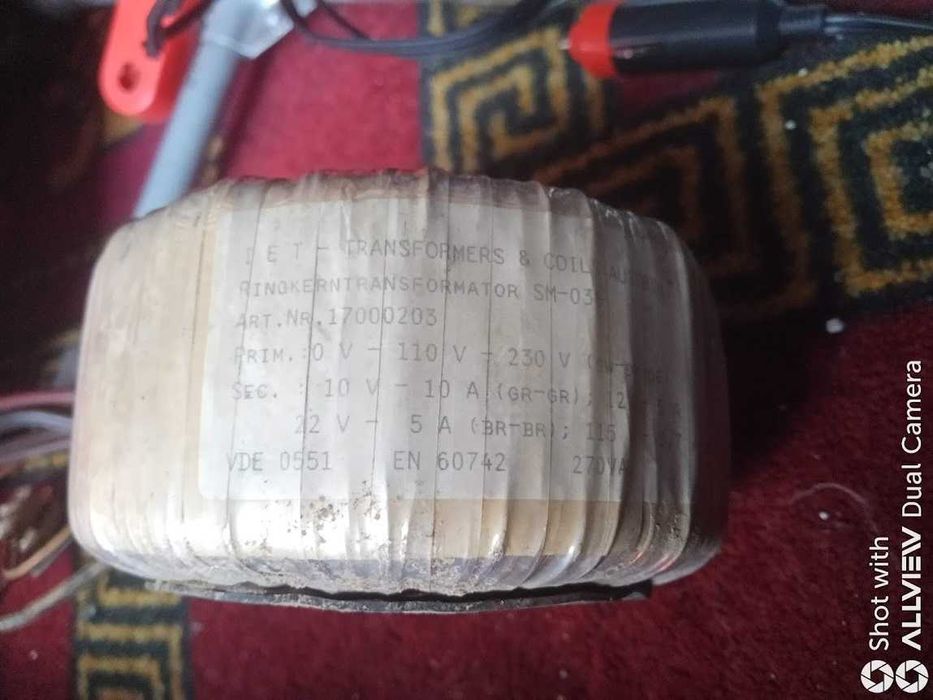 TRANSFORMERS & COIL
RINGKERNTRANSFORMATOR SM-03
ART.NR.17000203
PRIM.:0 V - 110 V - 230 V
SEC. : 10 V - 10 A (GR-GR);
22 V - 5 A (BR-BR); 115
VDE 0551 EN 60742 270VA
Shot with
ALLVIEW Dual Camera